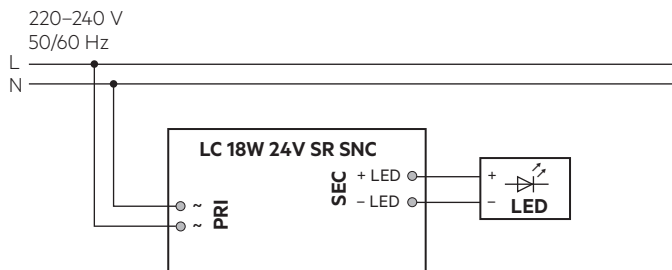 220–240 V
50/60 Hz
L
N
LC 18W 24V SR SNC
SEC
+ LED
– LED
~
~
PRI
+
–
LED